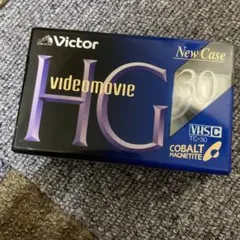 Victor
New Case
HG
videomovie
30
VHS C
TC-30
COBALT
MAGNETITE